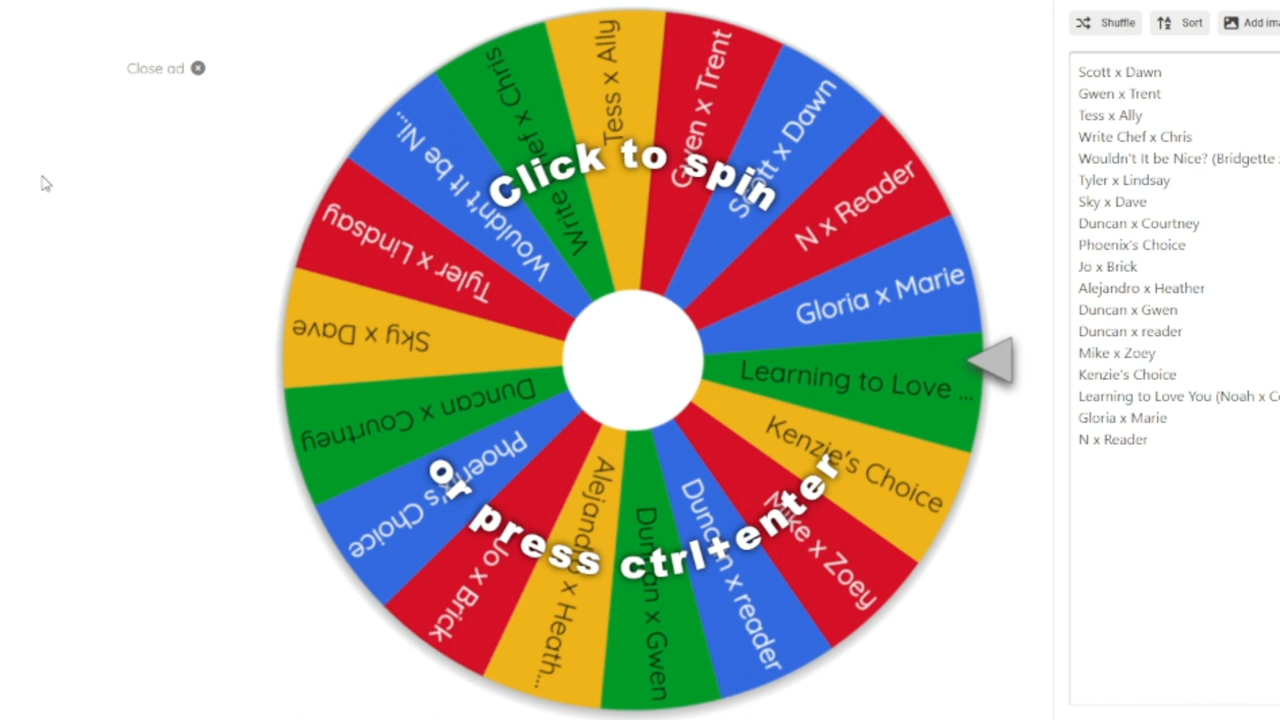 Close ad
Shuffle
Sort
Add ima
Click to spin
or press ctrl+enter
Tess x Ally
Gwen x Trent
Scott x Dawn
N x Reader
Gloria x Marie
Learning to Love ...
Kenzie's Choice
Mike x Zoey
Duncan x reader
Duncan x Gwen
Alejandro x Heath...
Jo x Brick
Phoenix's Choice
Duncan x Courtney
Sky x Dave
Tyler x Lindsay
Wouldn't It be Ni...
Write Chef x Chris
Scott x Dawn
Gwen x Trent
Tess x Ally
Write Chef x Chris
Wouldn't It be Nice? (Bridgette
Tyler x Lindsay
Sky x Dave
Duncan x Courtney
Phoenix's Choice
Jo x Brick
Alejandro x Heather
Duncan x Gwen
Duncan x reader
Mike x Zoey
Kenzie's Choice
Learning to Love You (Noah x C
Gloria x Marie
N x Reader